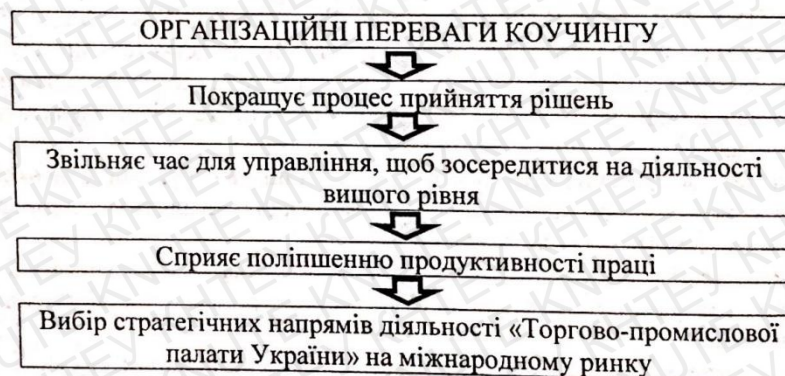 ОРГАНІЗАЦІЙНІ ПЕРЕВАГИ КОУЧИНГУ
Покращує процес прийняття рішень
Звільняє час для управління, щоб зосередитися на діяльності
вищого рівня
Сприяє поліпшенню продуктивності праці
Вибір стратегічних напрямів діяльності «Торгово-промислової
палати України» на міжнародному ринку